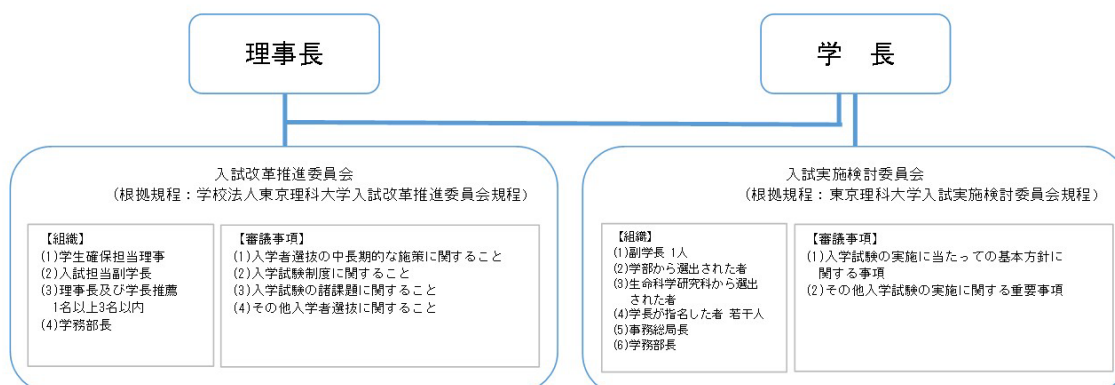 理事長
学　長
入試改革推進委員会
（根拠規程：学校法人東京理科大学入試改革推進委員会規程）
【組織】
(1)学生確保担当理事
(2)入試担当副学長
(3)理事長及び学長推薦
1名以上3名以内
(4)学務部長
【審議事項】
(1)入学者選抜の中長期的な施策に関すること
(2)入学試験制度に関すること
(3)入学試験の諸課題に関すること
(4)その他入学者選抜に関すること
入試実施検討委員会
（根拠規程：東京理科大学入試実施検討委員会規程）
【組織】
(1)副学長 1人
(2)学部から選出された者
(3)生命科学研究科から選出
された者
(4)学長が指名した者 若干人
(5)事務総局長
(6)学務部長
【審議事項】
(1)入学試験の実施に当たっての基本方針に
関する事項
(2)その他入学試験の実施に関する重要事項